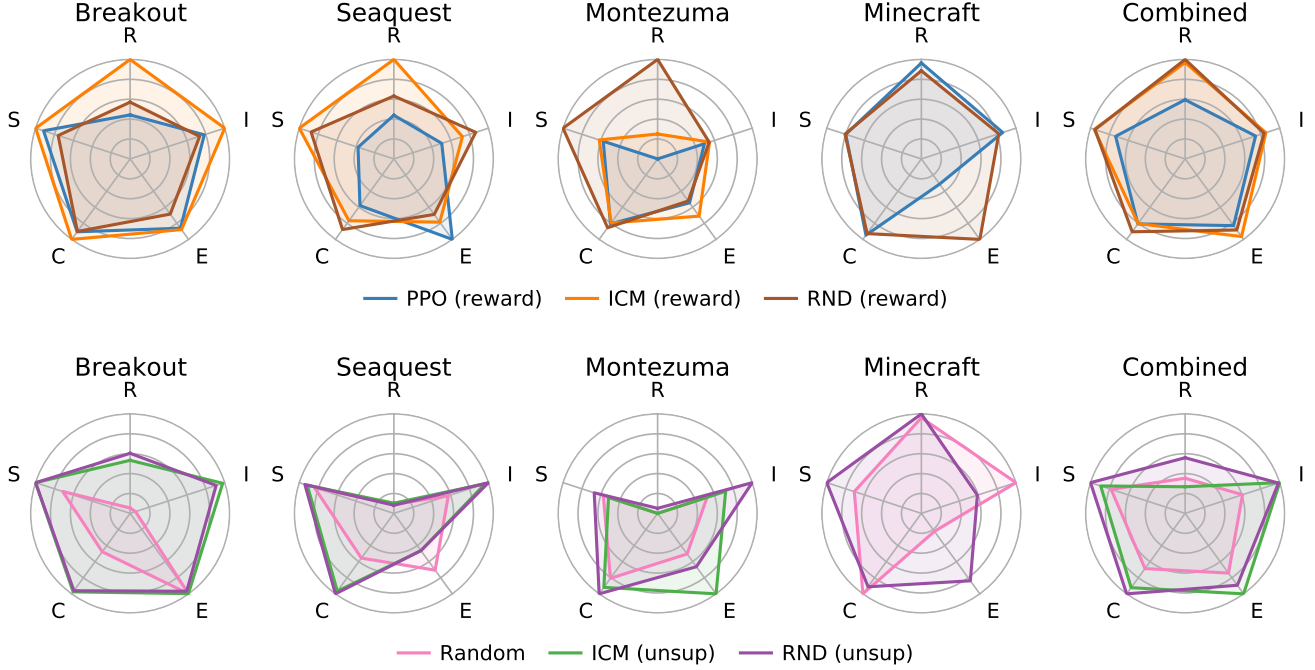 Breakout Seaquest Montezuma Minecraft Combined
R R R R R
S I S I S I S I S I
C E C E C E C E C E
PPO (reward) ICM (reward) RND (reward)
Breakout Seaquest Montezuma Minecraft Combined
R R R R R
S I S I S I S I S I
C E C E C E C E C E
Random ICM (unsup) RND (unsup)